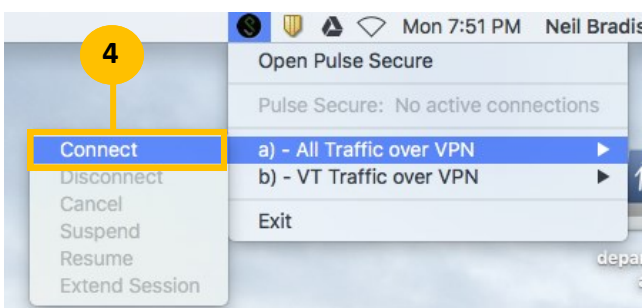 Mon 7:51 PM Neil Bradis
4
Open Pulse Secure
Pulse Secure: No active connections
Connect
a) - All Traffic over VPN
Disconnect
b) - VT Traffic over VPN
Cancel
Suspend
Exit
Resume
Extend Session
depar